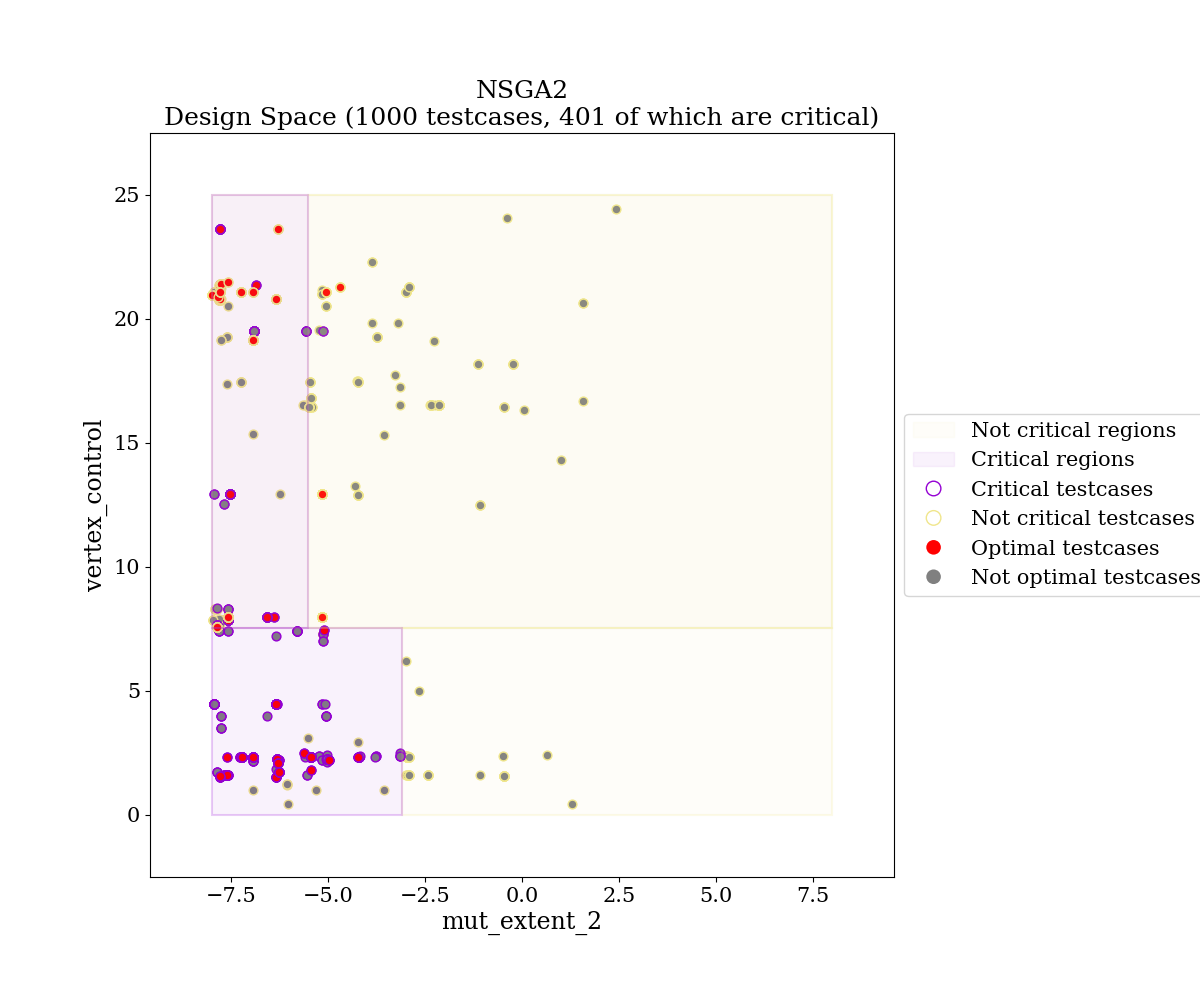 NSGA2
Design Space (1000 testcases, 401 of which are critical)
25
20
15
10
5
0
vertex_control
−7.5
−5.0
−2.5
0.0
2.5
5.0
7.5
mut_extent_2
Not critical regions
Critical regions
Critical testcases
Not critical testcases
Optimal testcases
Not optimal testcases